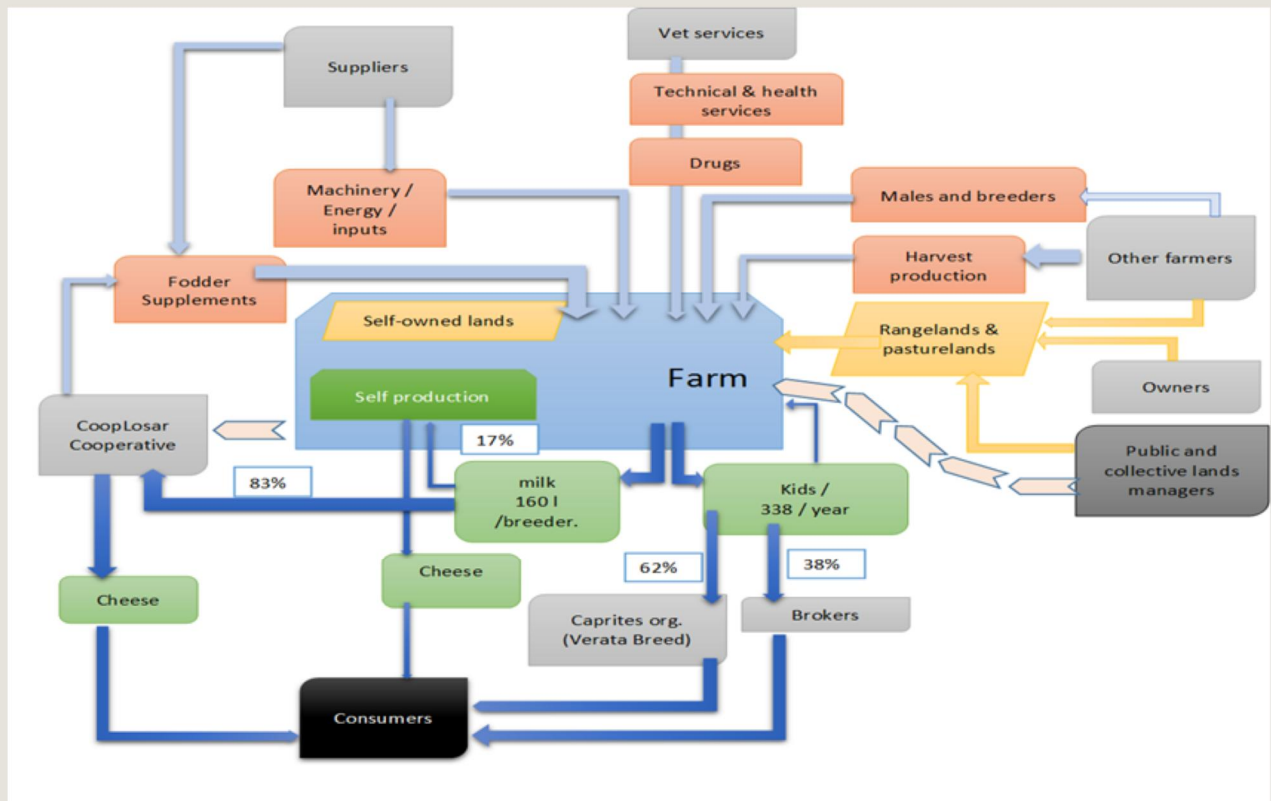 Vet services
Suppliers
Technical & health
services
Drugs
Machinery /
Energy /
inputs
Males and breeders
Harvest
production
Other farmers
Fodder
Supplements
Self-owned lands
Rangelands &
pasturelands
Farm
Owners
Self production
CoopLosar
Cooperative
17%
Public and
collective lands
managers
83%
milk
160 l
/breeder.
Kids /
338 / year
62%
38%
Cheese
Cheese
Caprites org.
(Verata Breed)
Brokers
Consumers